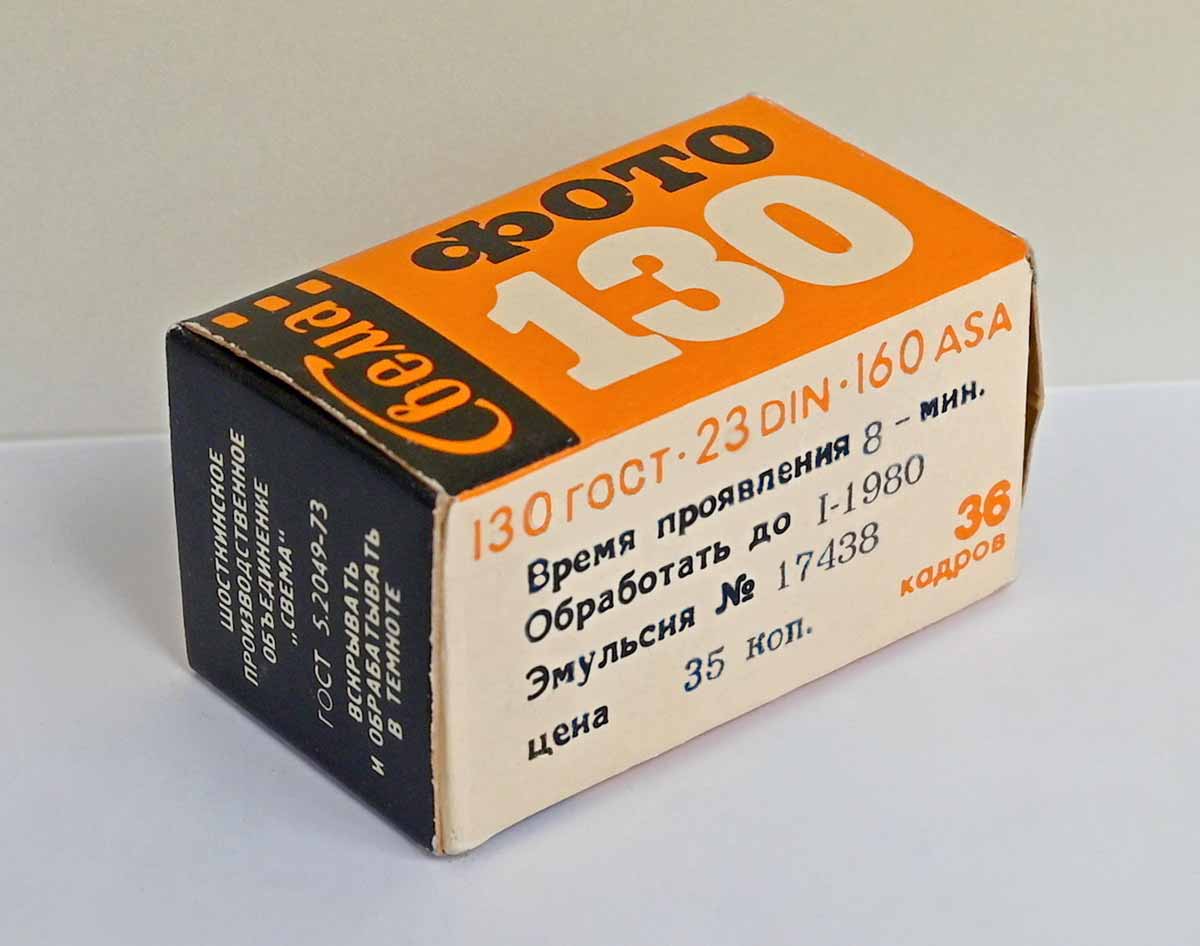 Свема
ФОТО
130
130 ГОСТ · 23 DIN · 160 ASA
Время проявления 8 - мин.
Обработать до I-1980
Эмульсия № 17438
цена 35 коп.
36
кадров
ШОСТКИНСКОЕ
ПРОИЗВОДСТВЕННОЕ
ОБЪЕДИНЕНИЕ
„СВЕМА"
ГОСТ 5.2049-73
ВСКРЫВАТЬ
И ОБРАБАТЫВАТЬ
В ТЕМНОТЕ